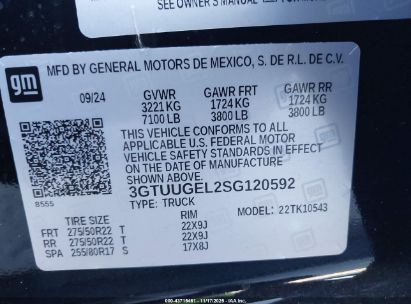 SEE OWNER'S MANUAL
gm
MFD BY GENERAL MOTORS DE MEXICO, S. DE R.L. DE C.V.
09/24 GVWR GAWR FRT GAWR RR
3221 KG 1724 KG 1724 KG
7100 LB 3800 LB 3800 LB
THIS VEHICLE CONFORMS TO ALL
APPLICABLE U.S. FEDERAL MOTOR
VEHICLE SAFETY STANDARDS IN EFFECT
ON THE DATE OF MANUFACTURE
SHOWN ABOVE.
3GTUUGEL2SG120592
8555 TYPE: TRUCK MODEL: 22TK10543
TIRE SIZE RIM
FRT 275/50R22 T 22X9J
RR 275/50R22 T 22X9J
SPA 255/80R17 S 17X8J